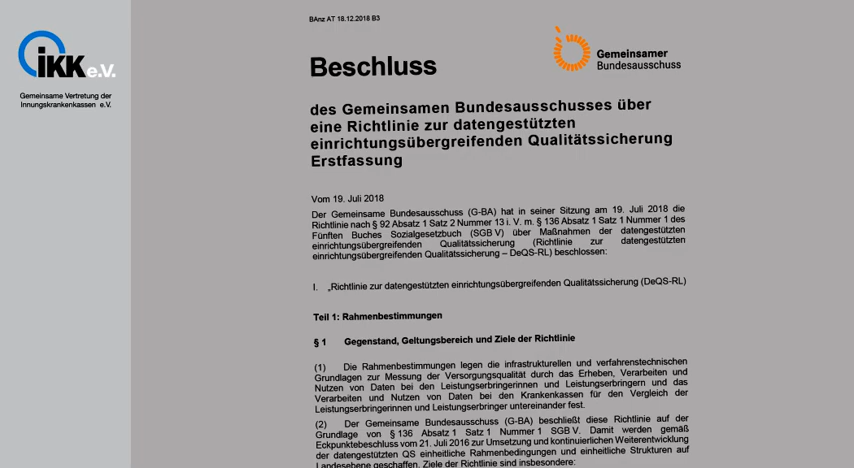 iKK e.V.
Gemeinsame Vertretung der
Innungskrankenkassen e.V.
BAnz AT 18.12.2018 B3
Beschluss
Gemeinsamer
Bundesausschuss
des Gemeinsamen Bundesausschusses über
eine Richtlinie zur datengestützten
einrichtungsübergreifenden Qualitätssicherung
Erstfassung
Vom 19. Juli 2018
Der Gemeinsame Bundesausschuss (G-BA) hat in seiner Sitzung am 19. Juli 2018 die
Richtlinie nach § 92 Absatz 1 Satz 2 Nummer 13 i. V. m. § 136 Absatz 1 Satz 1 Nummer 1 des
Fünften Buches Sozialgesetzbuch (SGB V) über Maßnahmen der datengestützten
einrichtungsübergreifenden Qualitätssicherung (Richtlinie zur datengestützten
einrichtungsübergreifenden Qualitätssicherung – DeQS-RL) beschlossen:
I. „Richtlinie zur datengestützten einrichtungsübergreifenden Qualitätssicherung (DeQS-RL)
Teil 1: Rahmenbestimmungen
§ 1 Gegenstand, Geltungsbereich und Ziele der Richtlinie
(1) Die Rahmenbestimmungen legen die infrastrukturellen und verfahrenstechnischen
Grundlagen zur Messung der Versorgungsqualität durch das Erheben, Verarbeiten und
Nutzen von Daten bei den Leistungserbringerinnen und Leistungserbringern und das
Verarbeiten und Nutzen von Daten bei den Krankenkassen für den Vergleich der
Leistungserbringerinnen und Leistungserbringer untereinander fest.
(2) Der Gemeinsame Bundesausschuss (G-BA) beschließt diese Richtlinie auf der
Grundlage von § 136 Absatz 1 Satz 1 Nummer 1 SGB V. Damit werden gemäß
Eckpunktebeschluss vom 21. Juli 2016 zur Umsetzung und kontinuierlichen Weiterentwicklung
der datengestützten QS einheitliche Rahmenbedingungen und einheitliche Strukturen auf
Landesebene geschaffen. Ziele der Richtlinie sind insbesondere: